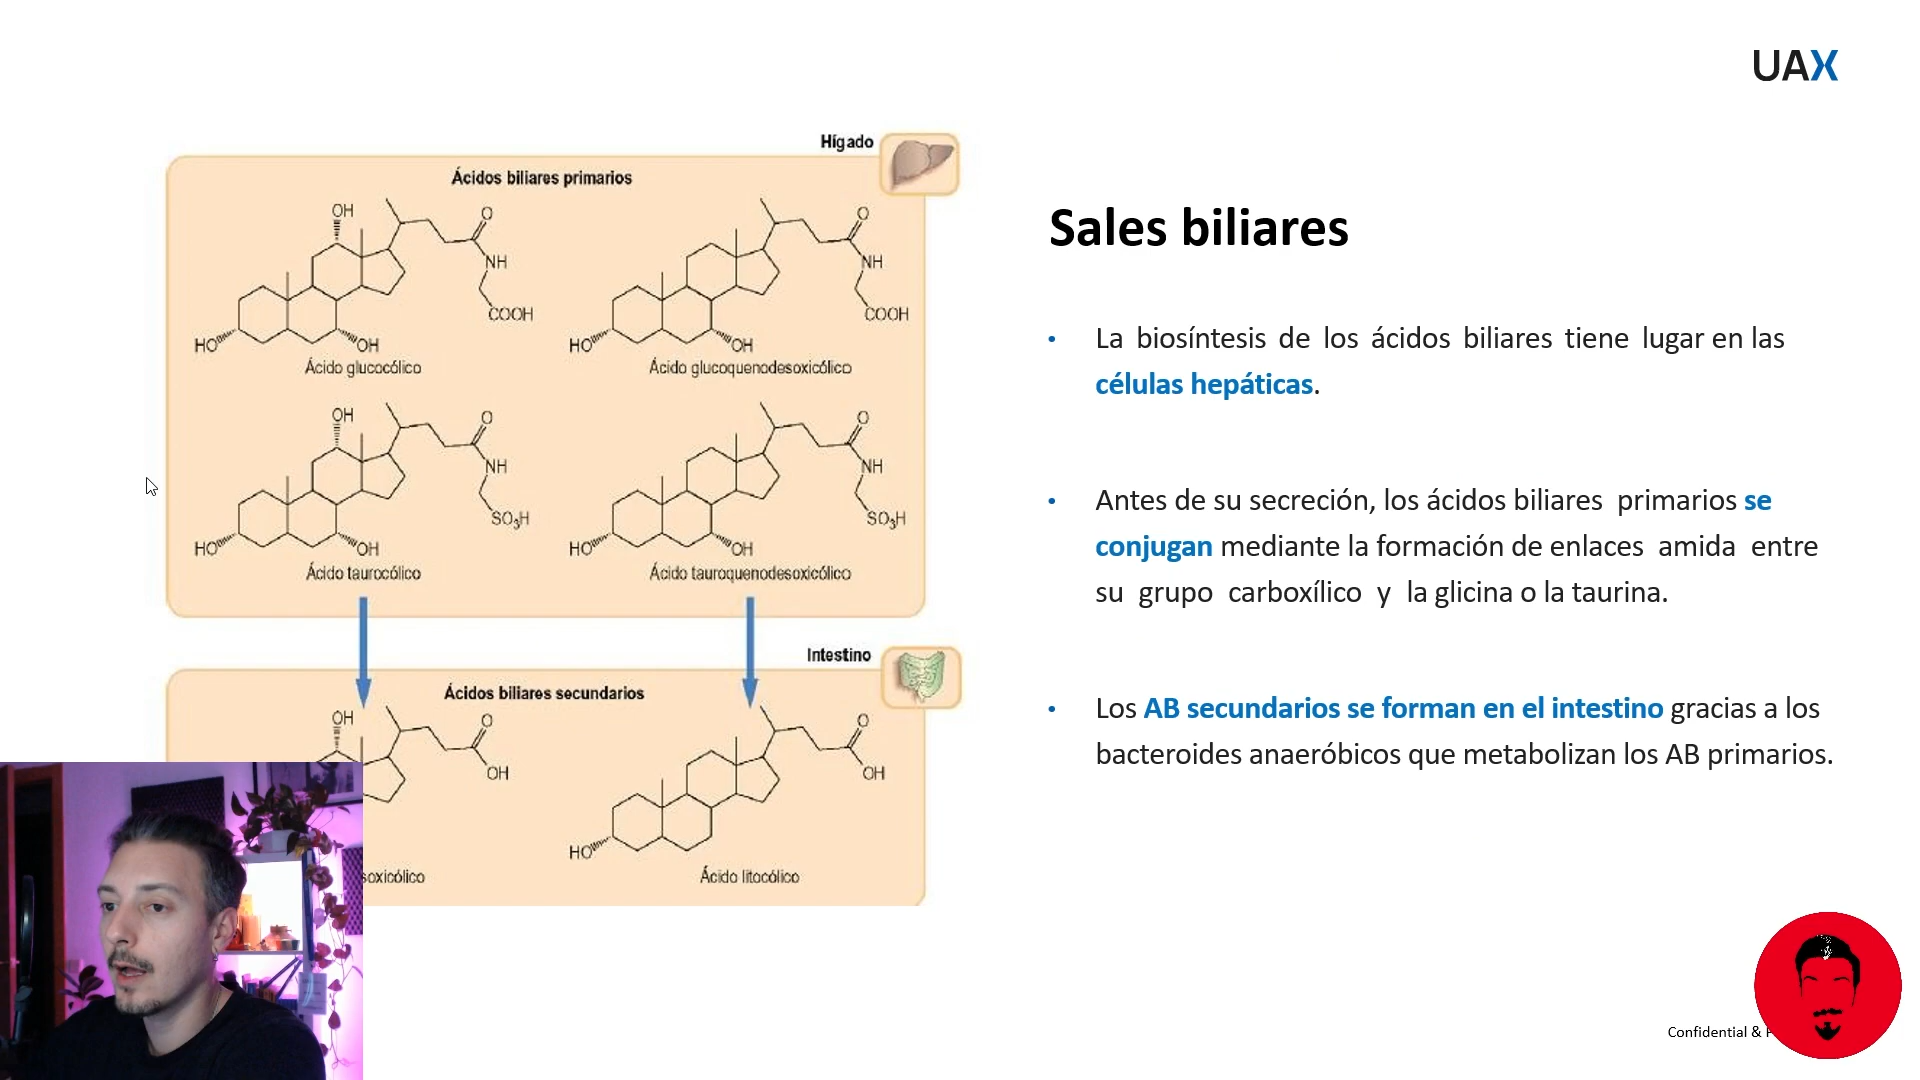 UAX
Hígado
Ácidos biliares primarios
OH
O
NH
COOH
HO
OH
Ácido glucocólico
O
NH
COOH
HO
OH
Ácido glucoquenodesoxicólico
OH
O
NH
SO3H
HO
OH
Ácido taurocólico
O
NH
SO3H
HO
OH
Ácido tauroquenodesoxicólico
Intestino
Ácidos biliares secundarios
OH
O
OH
soxicólico
O
OH
HO
Ácido litocólico
Sales biliares
• La biosíntesis de los ácidos biliares tiene lugar en las
células hepáticas.
• Antes de su secreción, los ácidos biliares primarios se
conjugan mediante la formación de enlaces amida entre
su grupo carboxílico y la glicina o la taurina.
• Los AB secundarios se forman en el intestino gracias a los
bacteroides anaeróbicos que metabolizan los AB primarios.
Confidential &